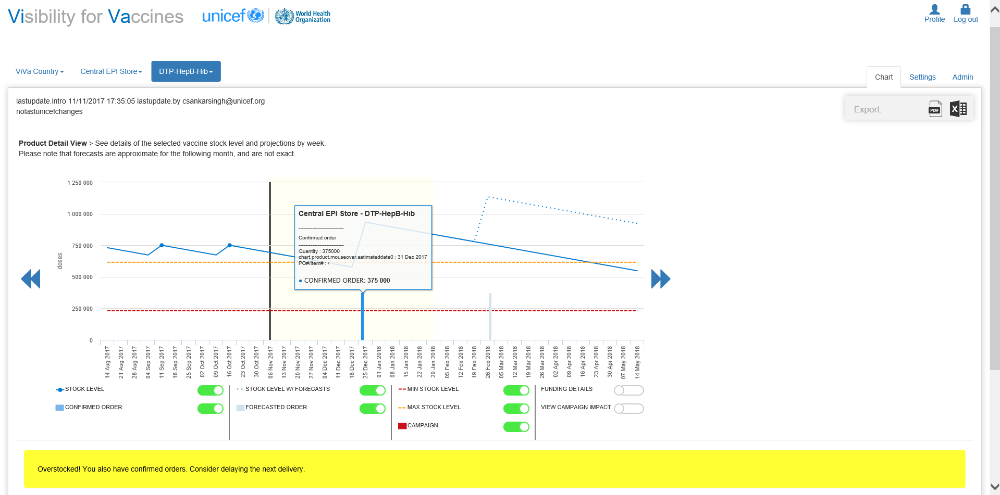 Visibility for Vaccines
unicef
World Health
Organization
Profile
Log out
ViVa Country
Central EPI Store
DTP-HepB-Hib
Chart
Settings
Admin
lastupdate.intro 11/11/2017 17:35:05 lastupdate.by csankarsingh@unicef.org
nolastunicefchanges
Export:
PDF
X
Product Detail View > See details of the selected vaccine stock level and projections by week.
Please note that forecasts are approximate for the following month, and are not exact.
1 250 000
1 000 000
750 000
500 000
250 000
0
doses
Central EPI Store - DTP-HepB-Hib
---------------------------
Confirmed order
---------------------------
Quantity : 375000
chart.product.mouseover.estimateddate0 : 31 Dec 2017
PO#/Item# : /
● CONFIRMED ORDER: 375 000
14 Aug 2017
21 Aug 2017
28 Aug 2017
04 Sep 2017
11 Sep 2017
18 Sep 2017
25 Sep 2017
02 Oct 2017
09 Oct 2017
16 Oct 2017
23 Oct 2017
30 Oct 2017
06 Nov 2017
13 Nov 2017
20 Nov 2017
27 Nov 2017
04 Dec 2017
11 Dec 2017
18 Dec 2017
25 Dec 2017
01 Jan 2018
08 Jan 2018
15 Jan 2018
22 Jan 2018
29 Jan 2018
05 Feb 2018
12 Feb 2018
19 Feb 2018
26 Feb 2018
05 Mar 2018
12 Mar 2018
19 Mar 2018
26 Mar 2018
02 Apr 2018
09 Apr 2018
16 Apr 2018
23 Apr 2018
30 Apr 2018
07 May 2018
14 May 2018
STOCK LEVEL
CONFIRMED ORDER
STOCK LEVEL W/ FORECASTS
FORECASTED ORDER
MIN STOCK LEVEL
MAX STOCK LEVEL
CAMPAIGN
FUNDING DETAILS
VIEW CAMPAIGN IMPACT
Overstocked! You also have confirmed orders. Consider delaying the next delivery.